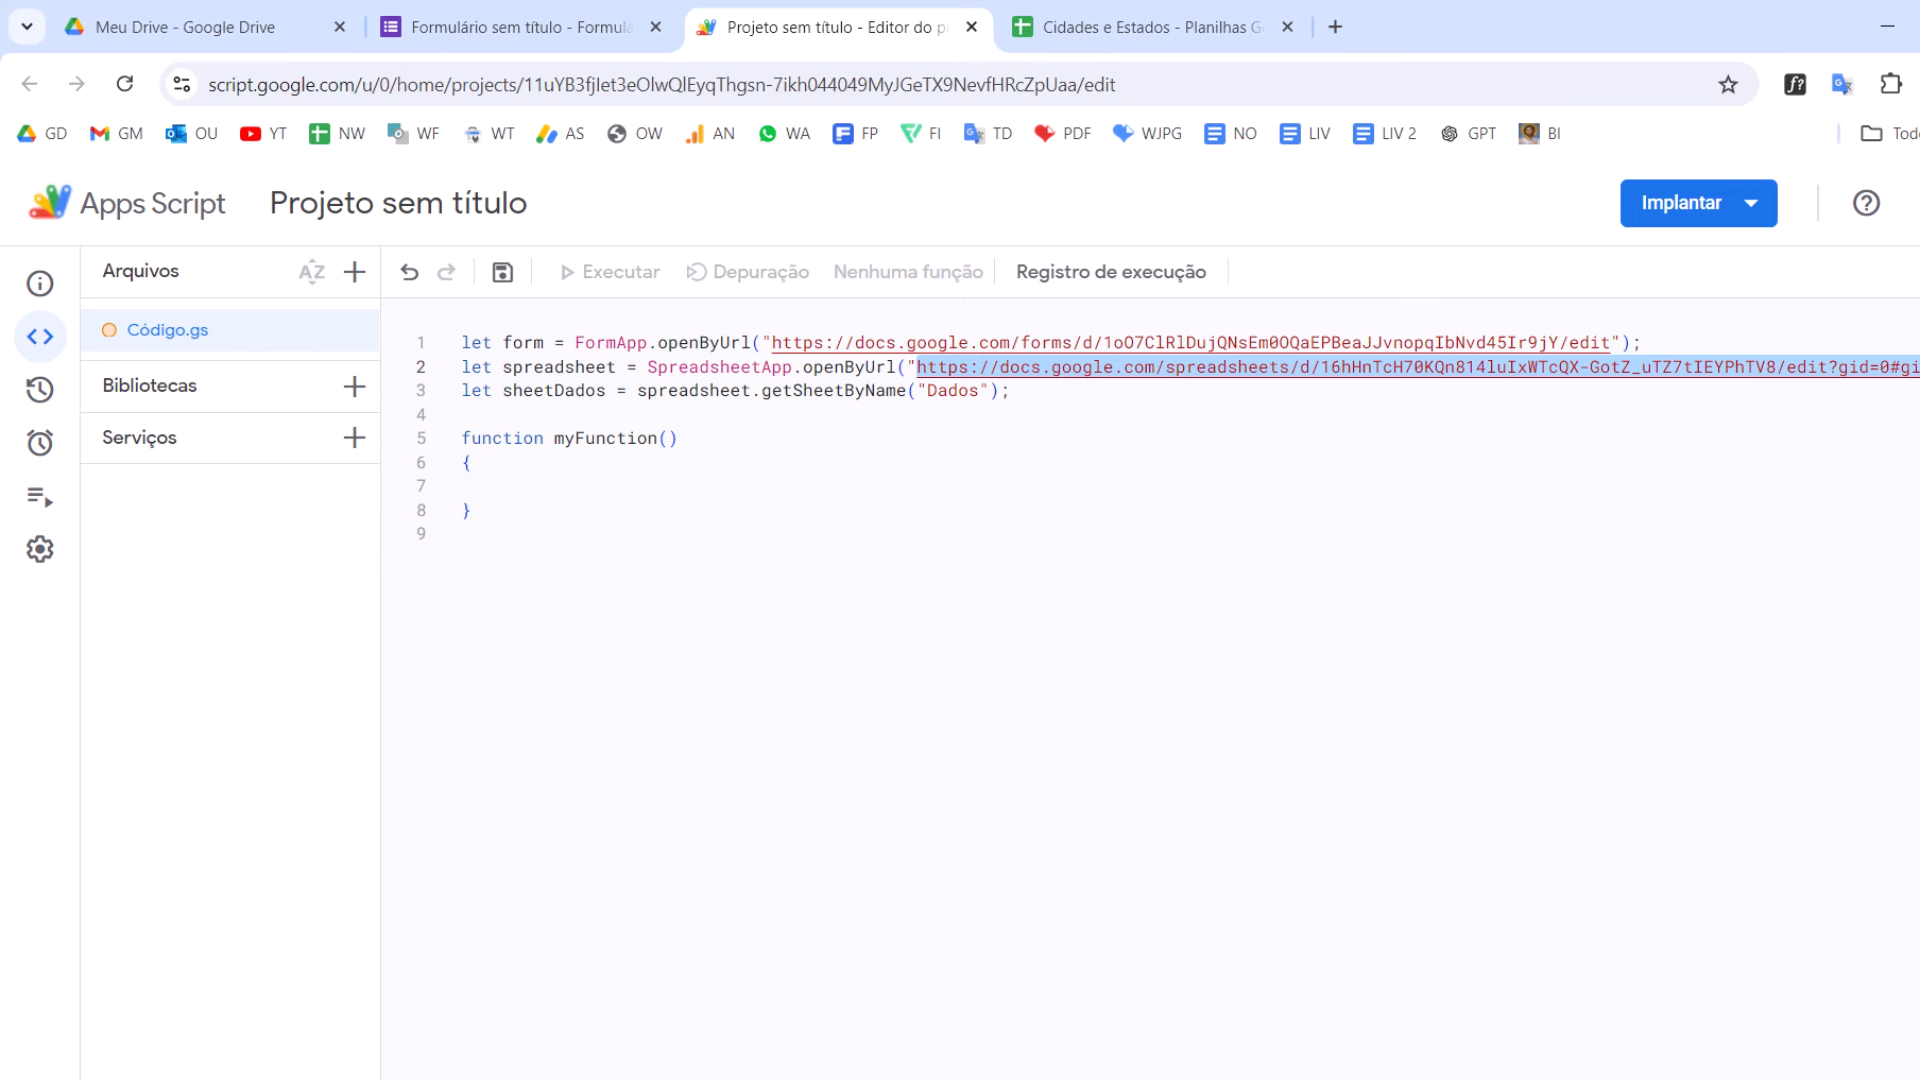 Meu Drive - Google Drive
Formulário sem título - Formulá
Projeto sem título - Editor do p
Cidades e Estados - Planilhas G
script.google.com/u/0/home/projects/11uYB3fjIet3eOlwQlEyqThgsn-7ikh044049MyJGeTX9NevfHRcZpUaa/edit
GD GM OU YT NW WF WT AS OW AN WA FP FI TD PDF WJPG NO LIV LIV 2 GPT BI Todo
Apps Script Projeto sem título Implantar
Arquivos AZ Executar Depuração Nenhuma função Registro de execução
Código.gs
Bibliotecas
Serviços
1 let form = FormApp.openByUrl("https://docs.google.com/forms/d/1oO7ClRlDujQNsEm0OQaEPBeaJJvnopqIbNvd45Ir9jY/edit");
2 let spreadsheet = SpreadsheetApp.openByUrl("https://docs.google.com/spreadsheets/d/16hHnTcH70KQn814luIxWTcQX-GotZ_uTZ7tIEYPhTV8/edit?gid=0#gi
3 let sheetDados = spreadsheet.getSheetByName("Dados");
4
5 function myFunction()
6 {
7
8 }
9